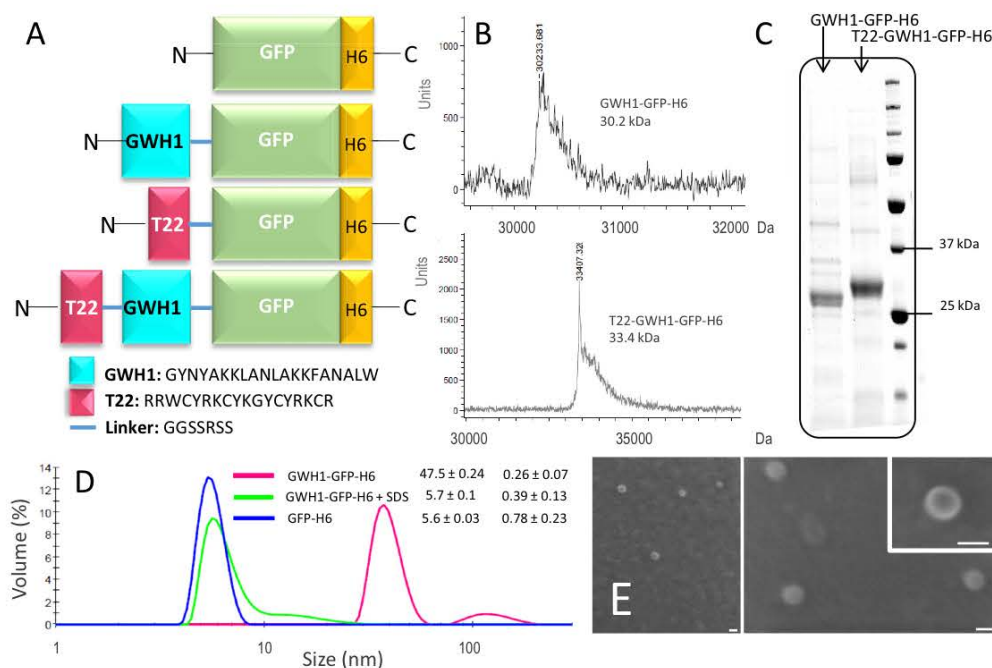 A
N GFP H6 C
N GWH1 GFP H6 C
N T22 GFP H6 C
N T22 GWH1 GFP H6 C
GWH1: GYNYAKKLANLAKKFANALW
T22: RRWCYRKCYKGYCYRKCR
Linker: GGSSRSS
B
Units
1000
500
0
30233.681
GWH1-GFP-H6
30.2 kDa
30000 31000 32000 Da
Units
2500
2000
1500
1000
500
0
T22-GWH1-GFP-H6
33.4 kDa
30000 35000 Da
C
GWH1-GFP-H6
T22-GWH1-GFP-H6
37 kDa
25 kDa
D
Volume (%)
14
12
10
8
6
4
2
0
GWH1-GFP-H6 47.5 ± 0.24 0.26 ± 0.07
GWH1-GFP-H6 + SDS 5.7 ± 0.1 0.39 ± 0.13
GFP-H6 5.6 ± 0.03 0.78 ± 0.23
1 10 100
Size (nm)
E